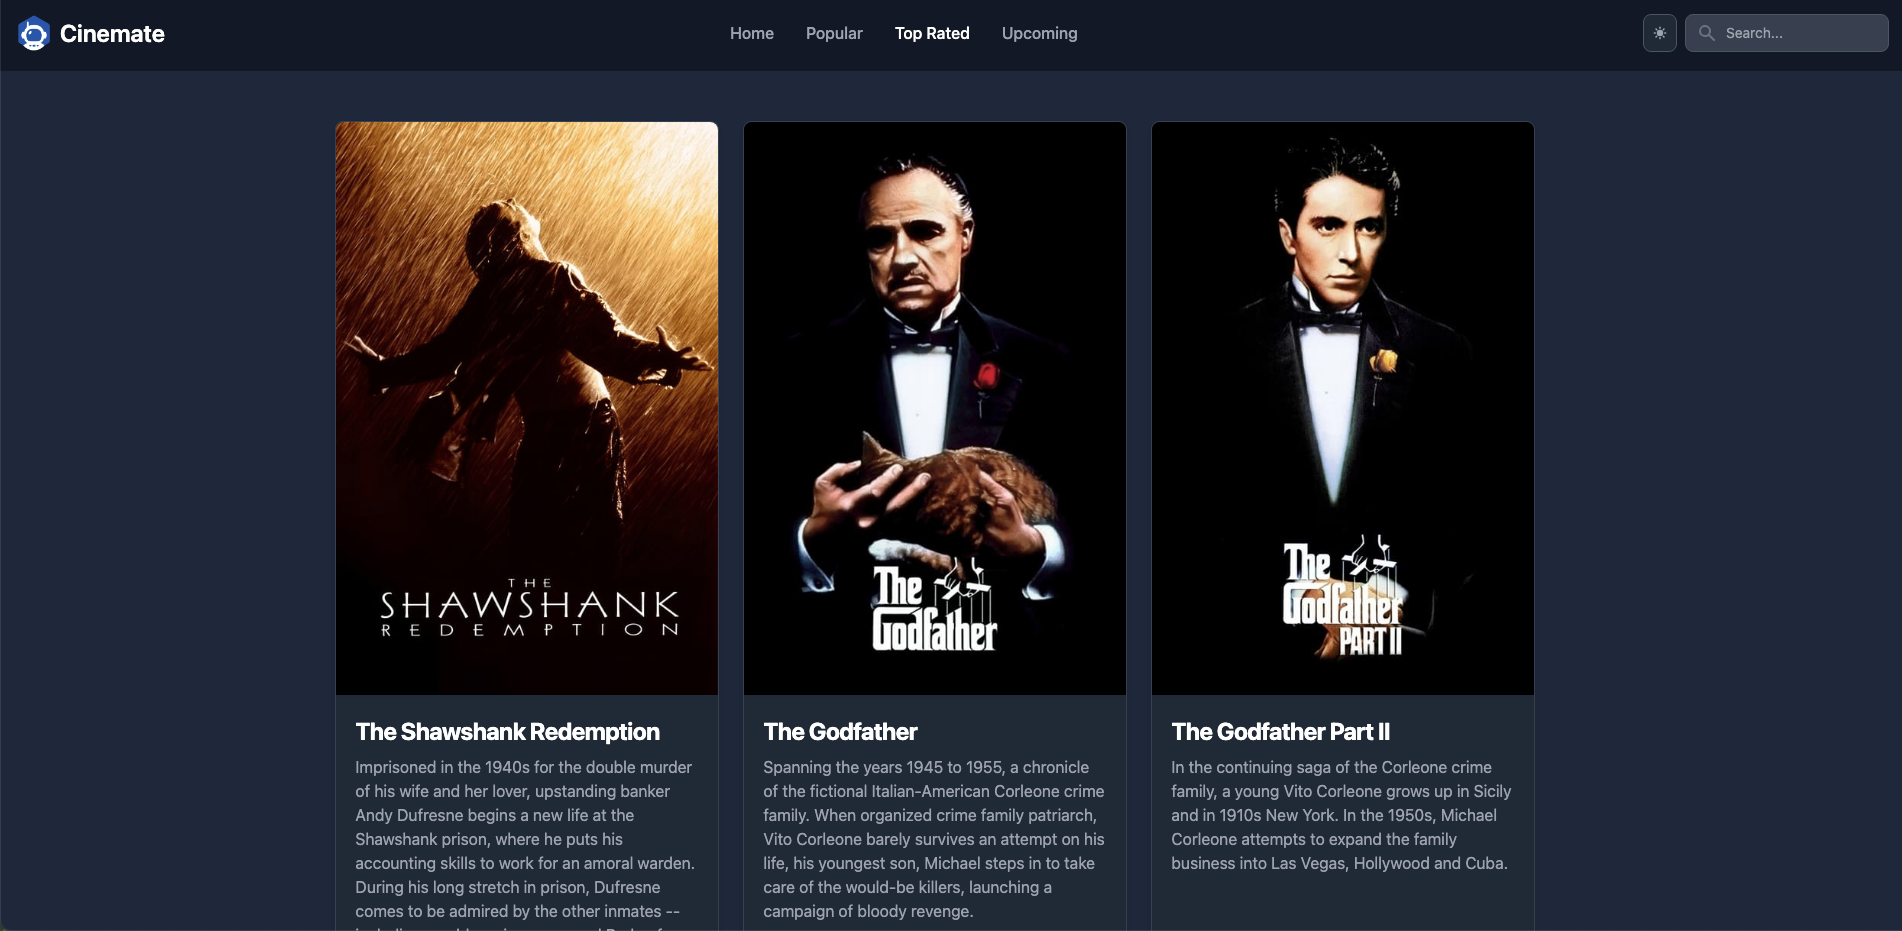 Cinemate
Home Popular Top Rated Upcoming
Search...
THE
SHAWSHANK
REDEMPTION
The
Godfather
The
Godfather
PART II
The Shawshank Redemption
Imprisoned in the 1940s for the double murder
of his wife and her lover, upstanding banker
Andy Dufresne begins a new life at the
Shawshank prison, where he puts his
accounting skills to work for an amoral warden.
During his long stretch in prison, Dufresne
comes to be admired by the other inmates --
The Godfather
Spanning the years 1945 to 1955, a chronicle
of the fictional Italian-American Corleone crime
family. When organized crime family patriarch,
Vito Corleone barely survives an attempt on his
life, his youngest son, Michael steps in to take
care of the would-be killers, launching a
campaign of bloody revenge.
The Godfather Part II
In the continuing saga of the Corleone crime
family, a young Vito Corleone grows up in Sicily
and in 1910s New York. In the 1950s, Michael
Corleone attempts to expand the family
business into Las Vegas, Hollywood and Cuba.